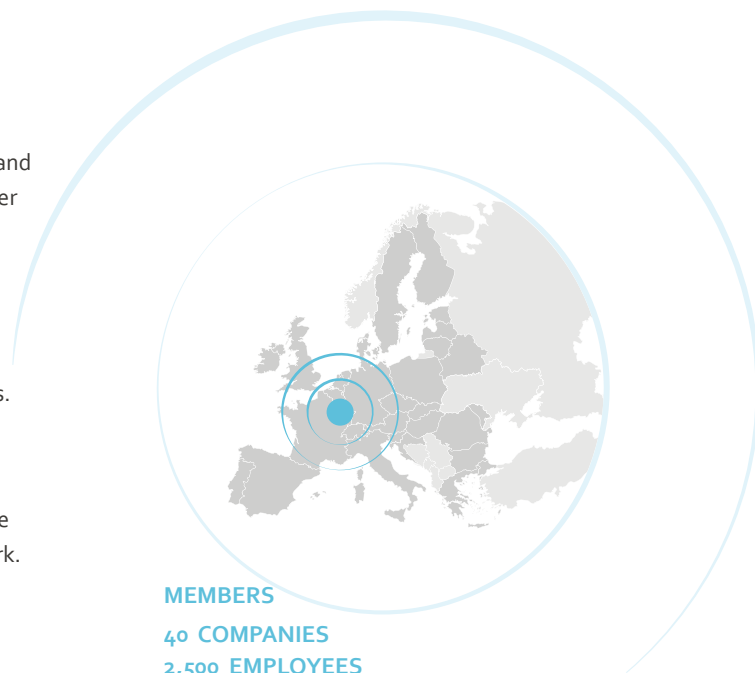 and
er
s.
e
rk.
MEMBERS
40 COMPANIES
2,500 EMPLOYEES